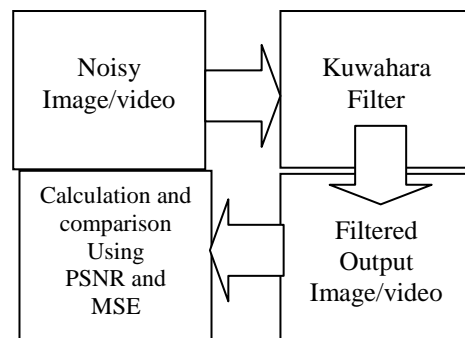 Noisy
Image/video
Kuwahara
Filter
Filtered
Output
Image/video
Calculation and
comparison
Using
PSNR and
MSE